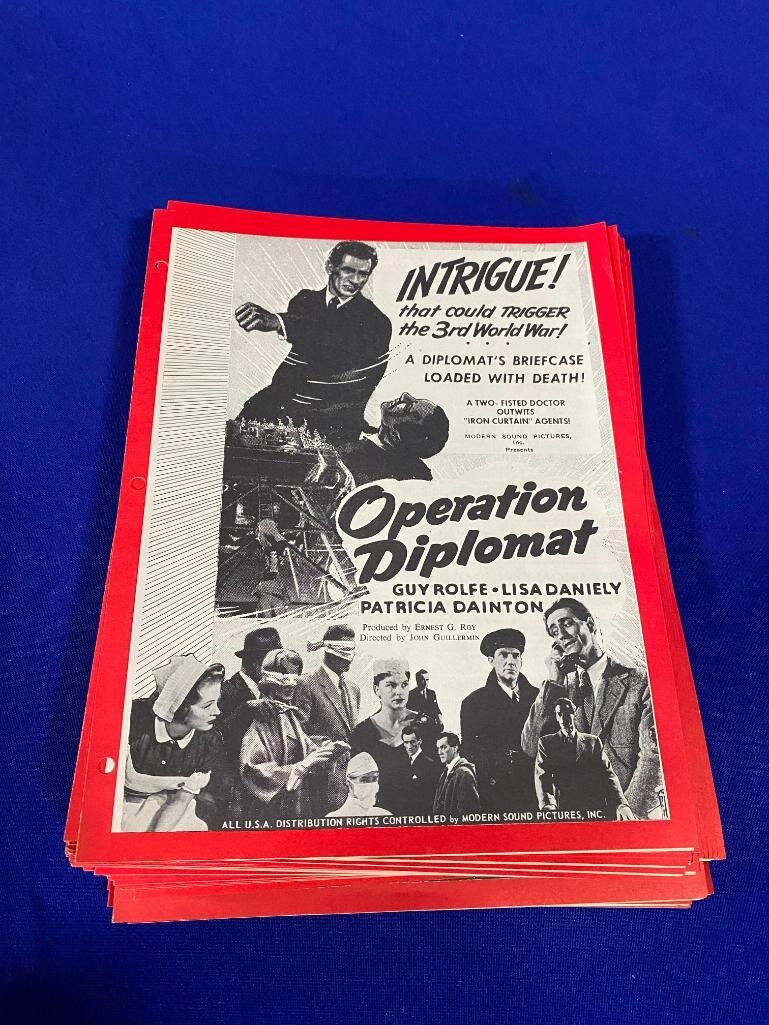 INTRIGUE!
that could TRIGGER
the 3rd World War!
A DIPLOMAT'S BRIEFCASE
LOADED WITH DEATH!
A TWO-FISTED DOCTOR
OUTWITS
"IRON CURTAIN" AGENTS!
MODERN SOUND PICTURES,
Inc.
Presents
Operation
Diplomat
GUY ROLFE • LISA DANIELY
PATRICIA DAINTON
Produced by ERNEST G. ROY
Directed by JOHN GUILLERMIN
ALL U.S.A. DISTRIBUTION RIGHTS CONTROLLED by MODERN SOUND PICTURES, INC.